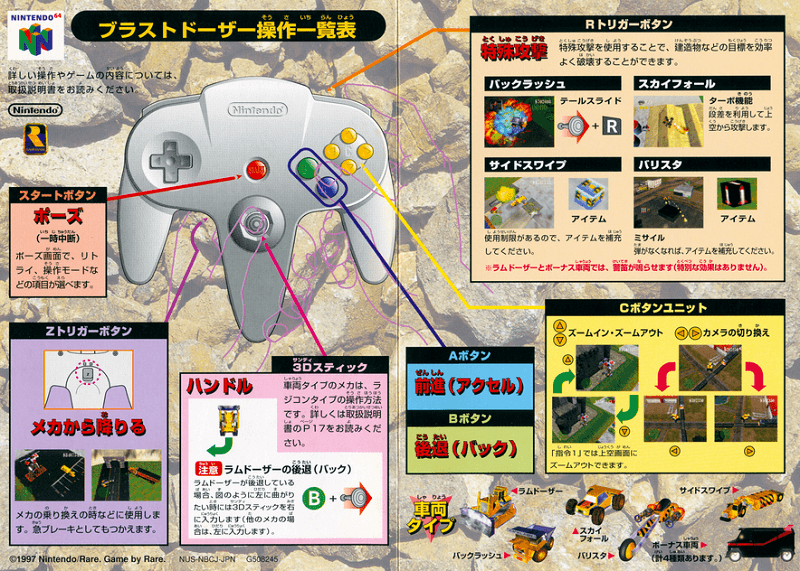 NINTENDO 64
ブラストドーザー操作一覧表
詳しい操作やゲームの内容については、
取扱説明書をお読みください。
Nintendo
Nintendo
スタートボタン
ポーズ
(一時中断)
ポーズ画面で、リト
ライ、操作モードな
どの項目が選べます。
Rトリガーボタン
特殊攻撃
特殊攻撃を使用することで、建造物などの目標を効率
よく破壊することができます。
バックラッシュ
テールスライド
+ R
スカイフォール
ターボ機能
段差を利用して上
空から攻撃します。
サイドスワイプ
アイテム
使用制限があるので、アイテムを補充
してください。
バリスタ
アイテム
ミサイル
弾がなくなれば、アイテムを補充してください。
※ラムドーザーとボーナス車両では、警笛が鳴らせます(特別な効果はありません)。
Zトリガーボタン
メカから降りる
メカの乗り換えの時などに使用しま
す。急ブレーキとしてもつかえます。
3Dスティック
ハンドル
車両タイプのメカは、ラ
ジコンタイプの操作方法
です。詳しくは取扱説明
書のP17をお読みくださ
い。
注意 ラムドーザーの後退(バック)
ラムドーザーが後退している
場合、図のように左に曲がり
たい時には3Dスティックを右
に入力します(他のメカの場
合は、左に入力します)。
B +
Aボタン
前進(アクセル)
Bボタン
後退(バック)
Cボタンユニット
ズームイン・ズームアウト
カメラの切り換え
「指令1」では上空画面に
ズームアウトできます。
車両
タイプ
ラムドーザー
バックラッシュ
スカイ
フォール
バリスタ
サイドスワイプ
ボーナス車両
(計4種類あります。)
©1997 Nintendo/Rare. Game by Rare. NUS-NBCJ-JPN G508245